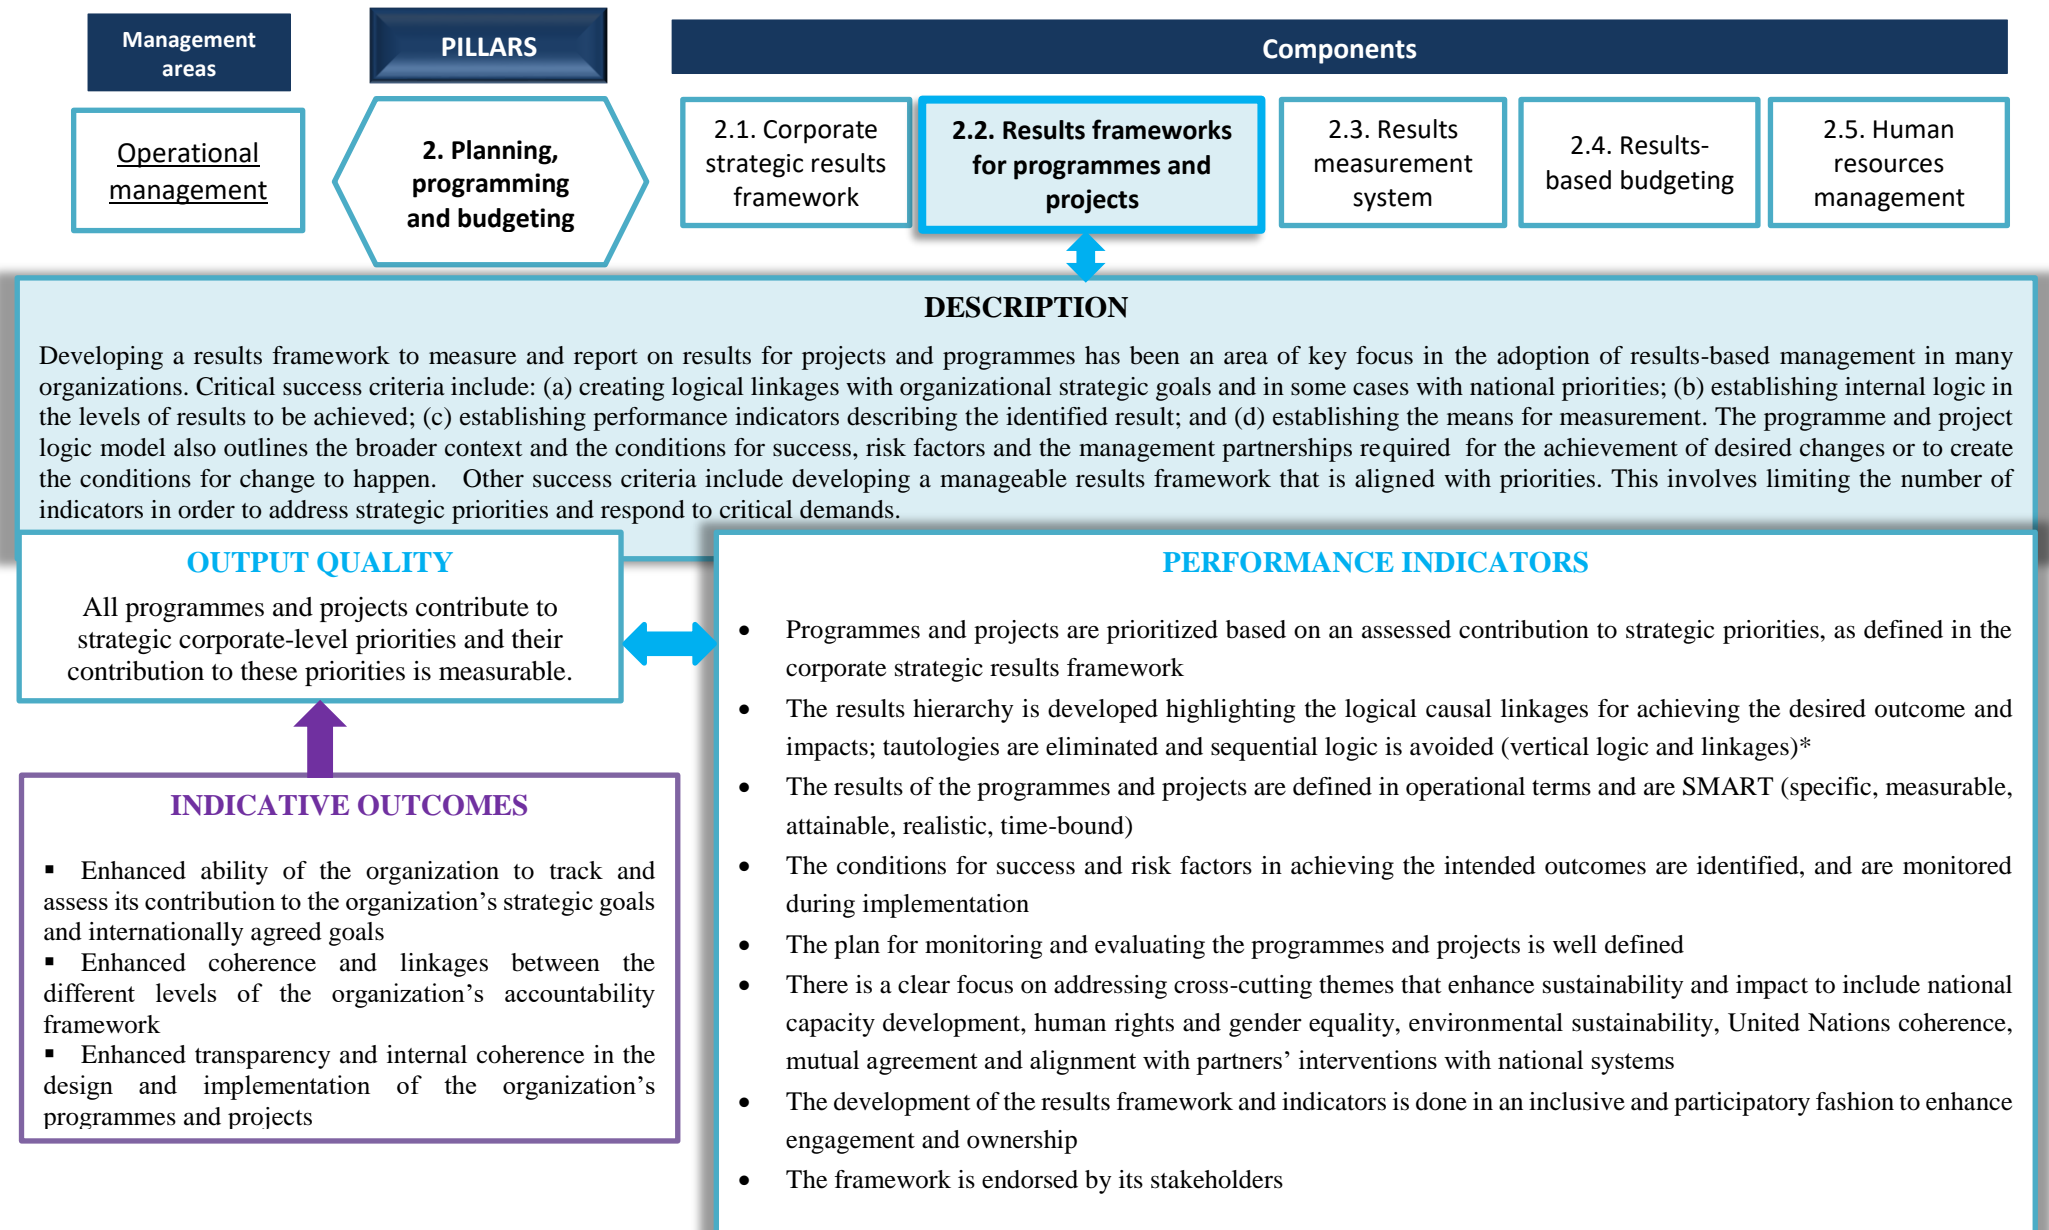 Management
areas
PILLARS
Components
Operational
management
2. Planning,
programming
and budgeting
2.1. Corporate
strategic results
framework
2.2. Results frameworks
for programmes and
projects
2.3. Results
measurement
system
2.4. Results-
based budgeting
2.5. Human
resources
management
DESCRIPTION
Developing a results framework to measure and report on results for projects and programmes has been an area of key focus in the adoption of results-based management in many
organizations. Critical success criteria include: (a) creating logical linkages with organizational strategic goals and in some cases with national priorities; (b) establishing internal logic in
the levels of results to be achieved; (c) establishing performance indicators describing the identified result; and (d) establishing the means for measurement. The programme and project
logic model also outlines the broader context and the conditions for success, risk factors and the management partnerships required for the achievement of desired changes or to create
the conditions for change to happen. Other success criteria include developing a manageable results framework that is aligned with priorities. This involves limiting the number of
indicators in order to address strategic priorities and respond to critical demands.
OUTPUT QUALITY
All programmes and projects contribute to
strategic corporate-level priorities and their
contribution to these priorities is measurable.
INDICATIVE OUTCOMES
▪ Enhanced ability of the organization to track and
assess its contribution to the organization's strategic goals
and internationally agreed goals
▪ Enhanced coherence and linkages between the
different levels of the organization's accountability
framework
▪ Enhanced transparency and internal coherence in the
design and implementation of the organization's
programmes and projects
PERFORMANCE INDICATORS
• Programmes and projects are prioritized based on an assessed contribution to strategic priorities, as defined in the
corporate strategic results framework
• The results hierarchy is developed highlighting the logical causal linkages for achieving the desired outcome and
impacts; tautologies are eliminated and sequential logic is avoided (vertical logic and linkages)*
• The results of the programmes and projects are defined in operational terms and are SMART (specific, measurable,
attainable, realistic, time-bound)
• The conditions for success and risk factors in achieving the intended outcomes are identified, and are monitored
during implementation
• The plan for monitoring and evaluating the programmes and projects is well defined
• There is a clear focus on addressing cross-cutting themes that enhance sustainability and impact to include national
capacity development, human rights and gender equality, environmental sustainability, United Nations coherence,
mutual agreement and alignment with partners' interventions with national systems
• The development of the results framework and indicators is done in an inclusive and participatory fashion to enhance
engagement and ownership
• The framework is endorsed by its stakeholders